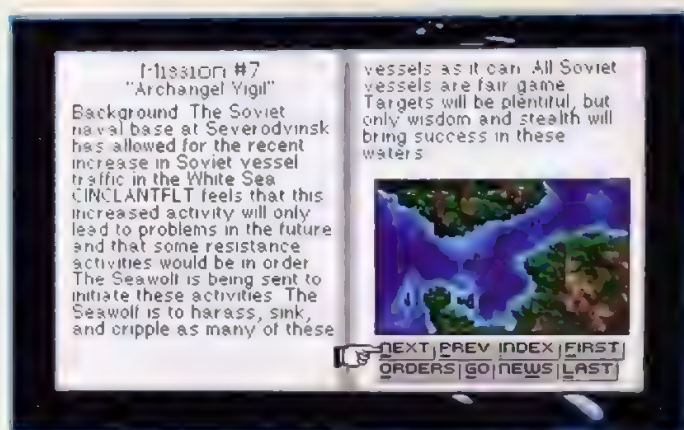 Mission #7
"Archangel Vigil"
Background The Soviet
naval base at Severodvinsk
has allowed for the recent
increase in Soviet vessel
traffic in the White Sea
CINCLANTFLT feels that this
increased activity will only
lead to problems in the future
and that some resistance
activities would be in order
The Seawolf is being sent to
initiate these activities The
Seawolf is to harass, sink,
and cripple as many of these
vessels as it can All Soviet
vessels are fair game
Targets will be plentiful, but
only wisdom and stealth will
bring success in these
waters
NEXT PREV INDEX FIRST
ORDERS GO NEWS LAST